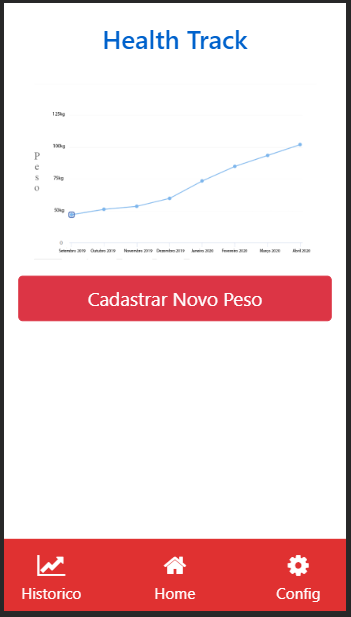 Health Track
125kg
100kg
Peso
75kg
50kg
0
Setembro 2019 Outubro 2019 Novembro 2019 Dezembro 2019 Janeiro 2020 Fevereiro 2020 Março 2020 Abril 2020
Cadastrar Novo Peso
Historico Home Config